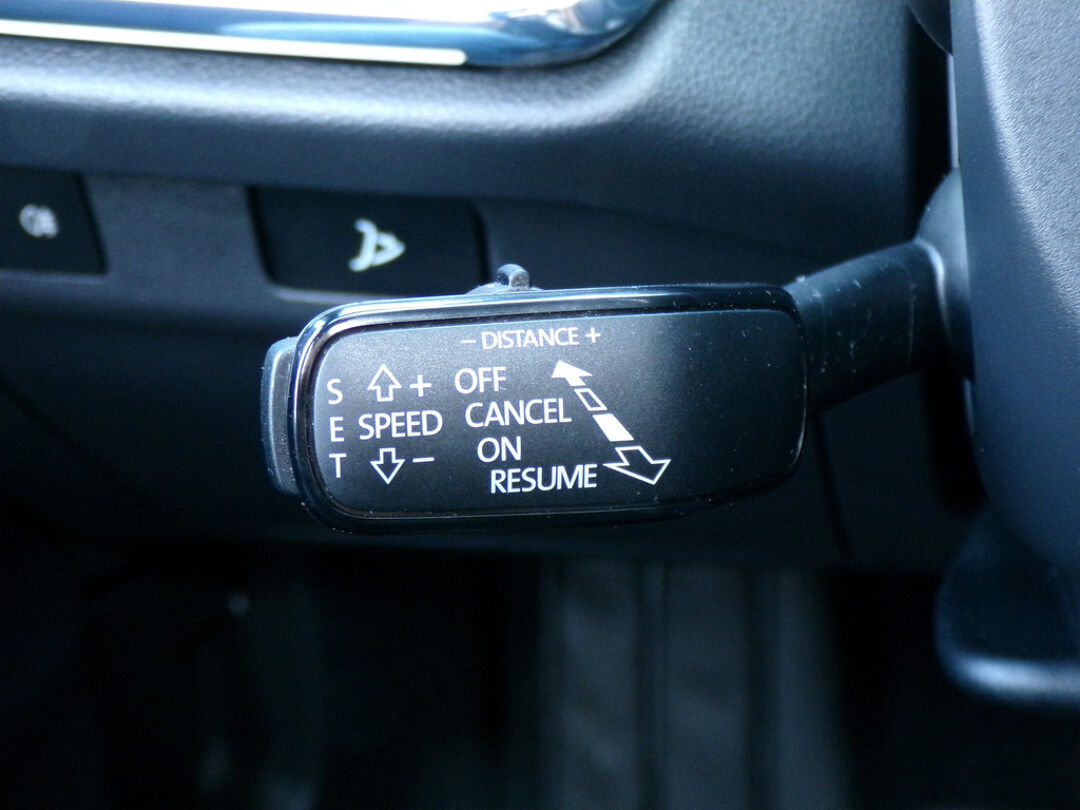 − DISTANCE +
S + OFF
E SPEED CANCEL
T − ON
RESUME